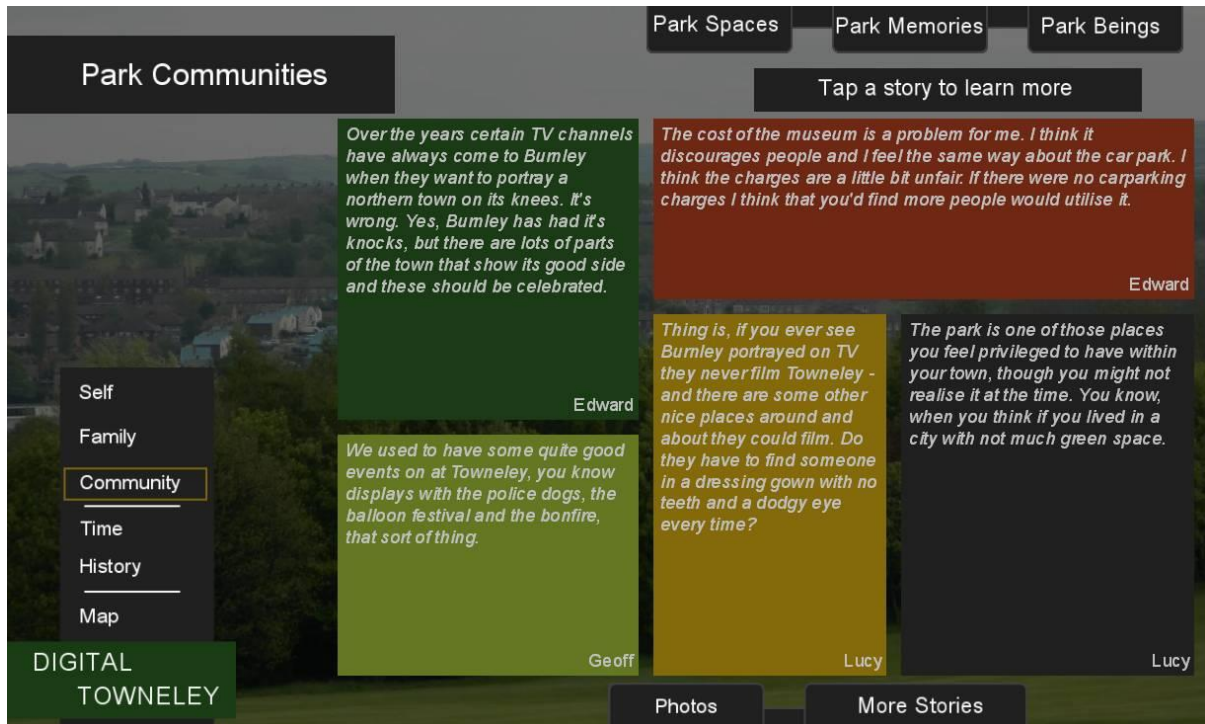 Park Spaces
Park Memories
Park Beings
Park Communities
Tap a story to learn more
Over the years certain TV channels
have always come to Burnley
when they want to portray a
northern town on its knees. It's
wrong. Yes, Burnley has had it's
knocks, but there are lots of parts
of the town that show its good side
and these should be celebrated.
Edward
The cost of the museum is a problem for me. I think it
discourages people and I feel the same way about the car park. I
think the charges are a little bit unfair. If there were no carparking
charges I think that you'd find more people would utilise it.
Edward
We used to have some quite good
events on at Towneley, you know
displays with the police dogs, the
balloon festival and the bonfire,
that sort of thing.
Geoff
Thing is, if you ever see
Burnley portrayed on TV
they never film Towneley -
and there are some other
nice places around and
about they could film. Do
they have to find someone
in a dressing gown with no
teeth and a dodgy eye
every time?
Lucy
The park is one of those places
you feel privileged to have within
your town, though you might not
realise it at the time. You know,
when you think if you lived in a
city with not much green space.
Lucy
Self
Family
Community
Time
History
Map
DIGITAL
TOWNELEY
Photos
More Stories